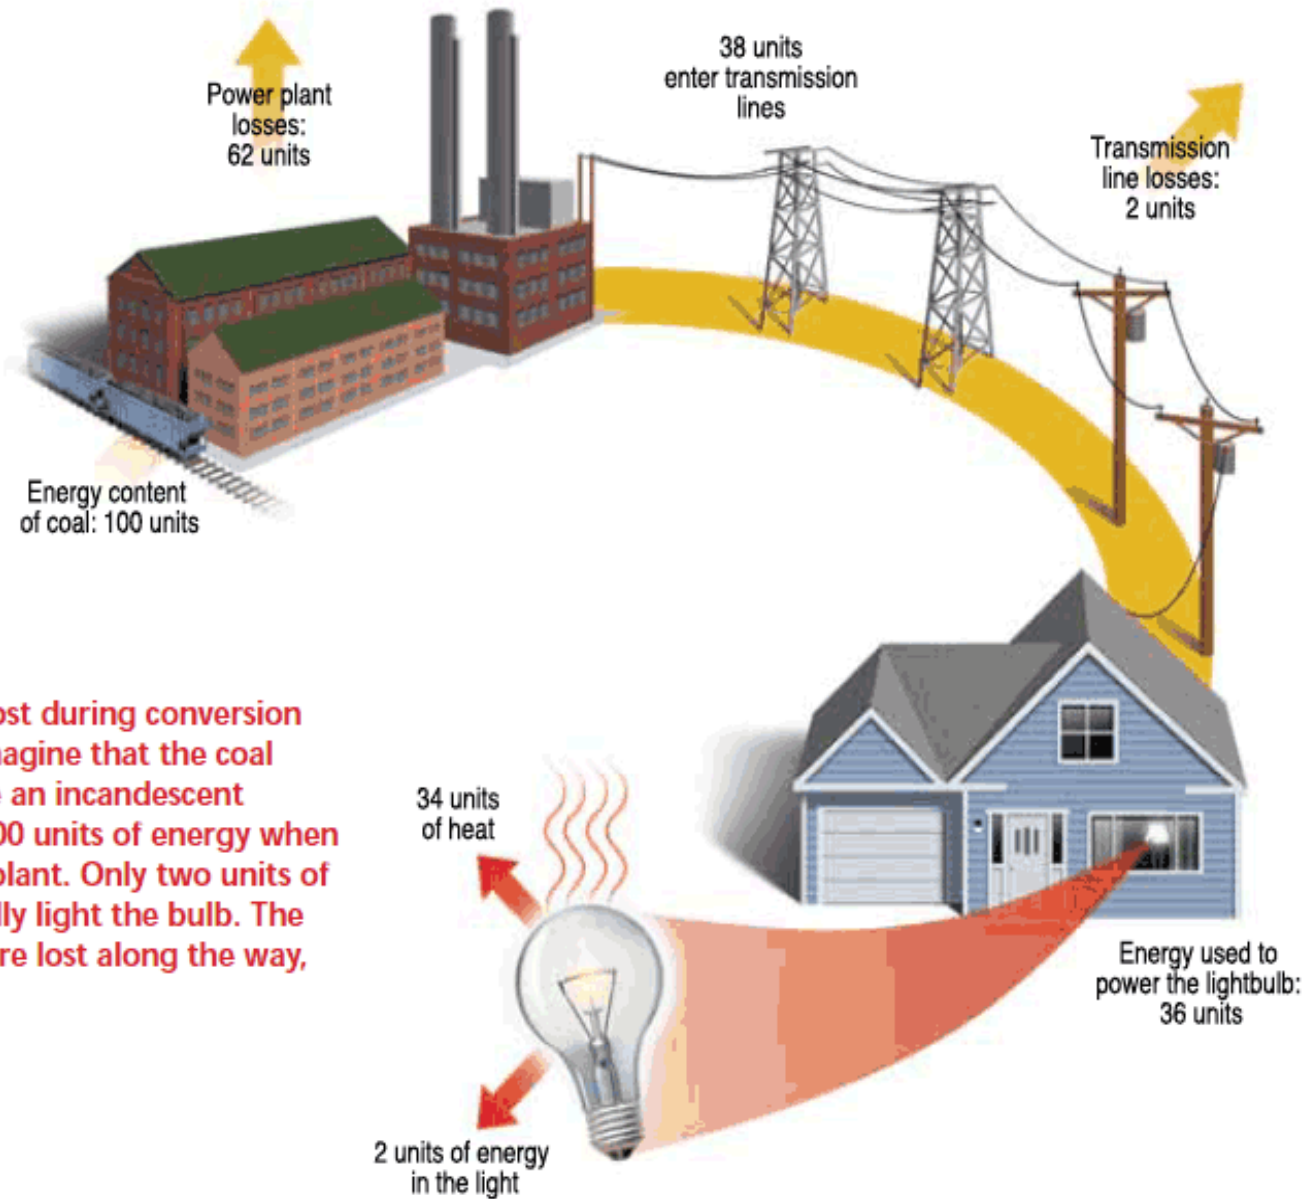 Power plant
losses:
62 units
38 units
enter transmission
lines
Transmission
line losses:
2 units
Energy content
of coal: 100 units
ost during conversion
nagine that the coal
e an incandescent
00 units of energy when
plant. Only two units of
lly light the bulb. The
re lost along the way,
34 units
of heat
Energy used to
power the lightbulb:
36 units
2 units of energy
in the light